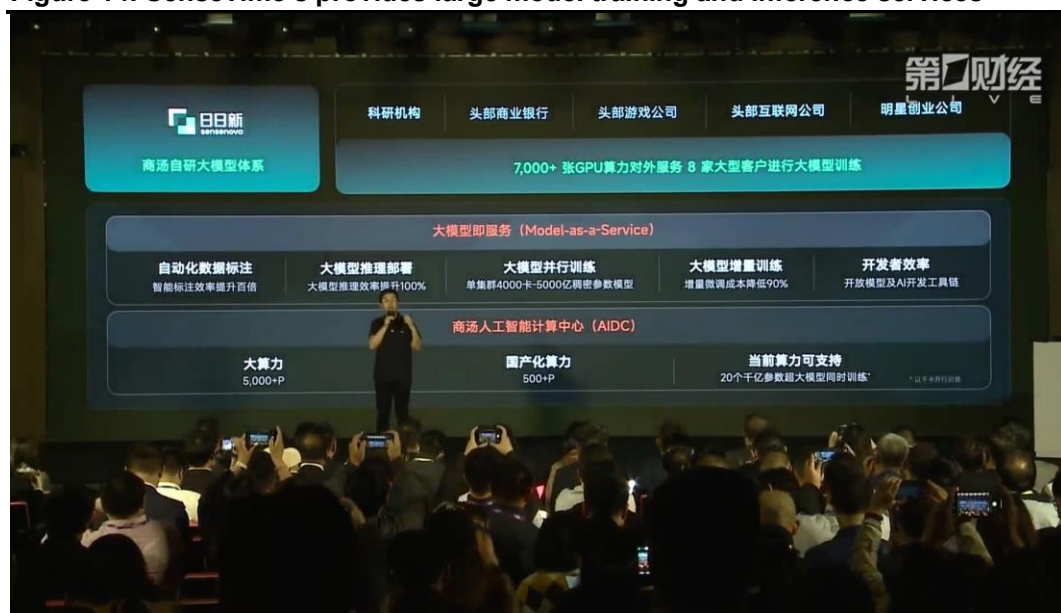 第一财经
LIVE
日日新
sensenova
商汤自研大模型体系
科研机构 头部商业银行 头部游戏公司 头部互联网公司 明星创业公司
7,000+ 张GPU算力对外服务 8 家大型客户进行大模型训练
大模型即服务（Model-as-a-Service）
自动化数据标注 大模型推理部署 大模型并行训练 大模型增量训练 开发者效率
智能标注效率提升百倍 大模型推理效率提升100% 单集群4000卡-5000亿稠密参数模型 增量微调成本降低90% 开放模型及AI开发工具链
商汤人工智能计算中心（AIDC）
大算力 国产化算力 当前算力可支持
5,000+P 500+P 20个千亿参数超大模型同时训练*
* 以千卡并行训练